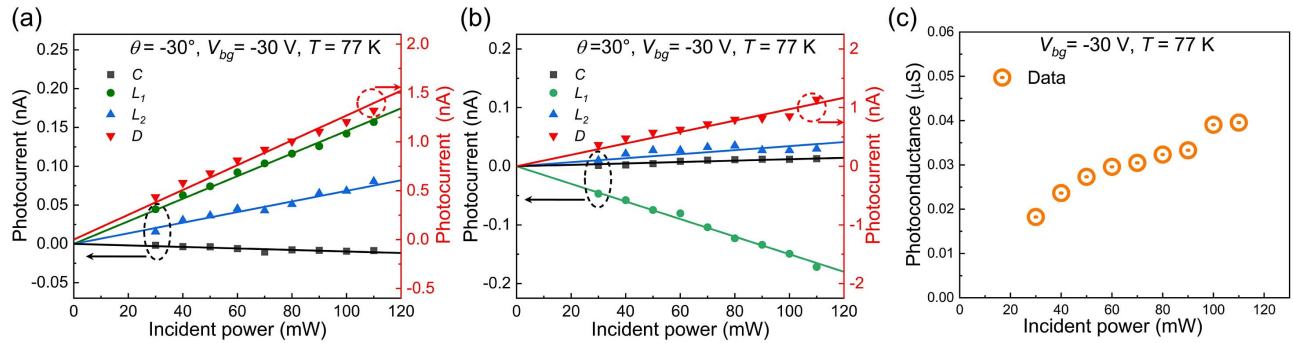 (a)
θ = -30°, V_bg = -30 V, T = 77 K
C
L₁
L₂
D
Photocurrent (nA)
0.25
0.20
0.15
0.10
0.05
0.00
-0.05
Photocurrent (nA)
2.0
1.5
1.0
0.5
0.0
-0.5
0 20 40 60 80 100 120
Incident power (mW)
(b)
θ =30°, V_bg = -30 V, T = 77 K
C
L₁
L₂
D
Photocurrent (nA)
0.2
0.1
0.0
-0.1
-0.2
Photocurrent (nA)
2
1
0
-1
-2
0 20 40 60 80 100 120
Incident power (mW)
(c)
V_bg= -30 V, T = 77 K
Data
Photoconductance (μS)
0.06
0.05
0.04
0.03
0.02
0.01
0.00
0 20 40 60 80 100 120
Incident power (mW)